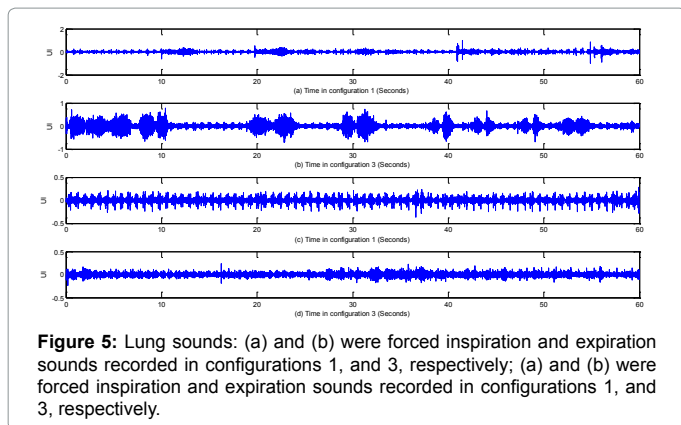 2
0
-2
UI
0 10 20 30 40 50 60
(a) Time in configuration 1 (Seconds)
1
0
-1
UI
0 10 20 30 40 50 60
(b) Time in configuration 3 (Seconds)
0.5
0
-0.5
UI
0 10 20 30 40 50 60
(c) Time in configuration 1 (Seconds)
0.5
0
-0.5
UI
0 10 20 30 40 50 60
(d) Time in configuration 3 (Seconds)
Figure 5: Lung sounds: (a) and (b) were forced inspiration and expiration
sounds recorded in configurations 1, and 3, respectively; (a) and (b) were
forced inspiration and expiration sounds recorded in configurations 1, and
3, respectively.